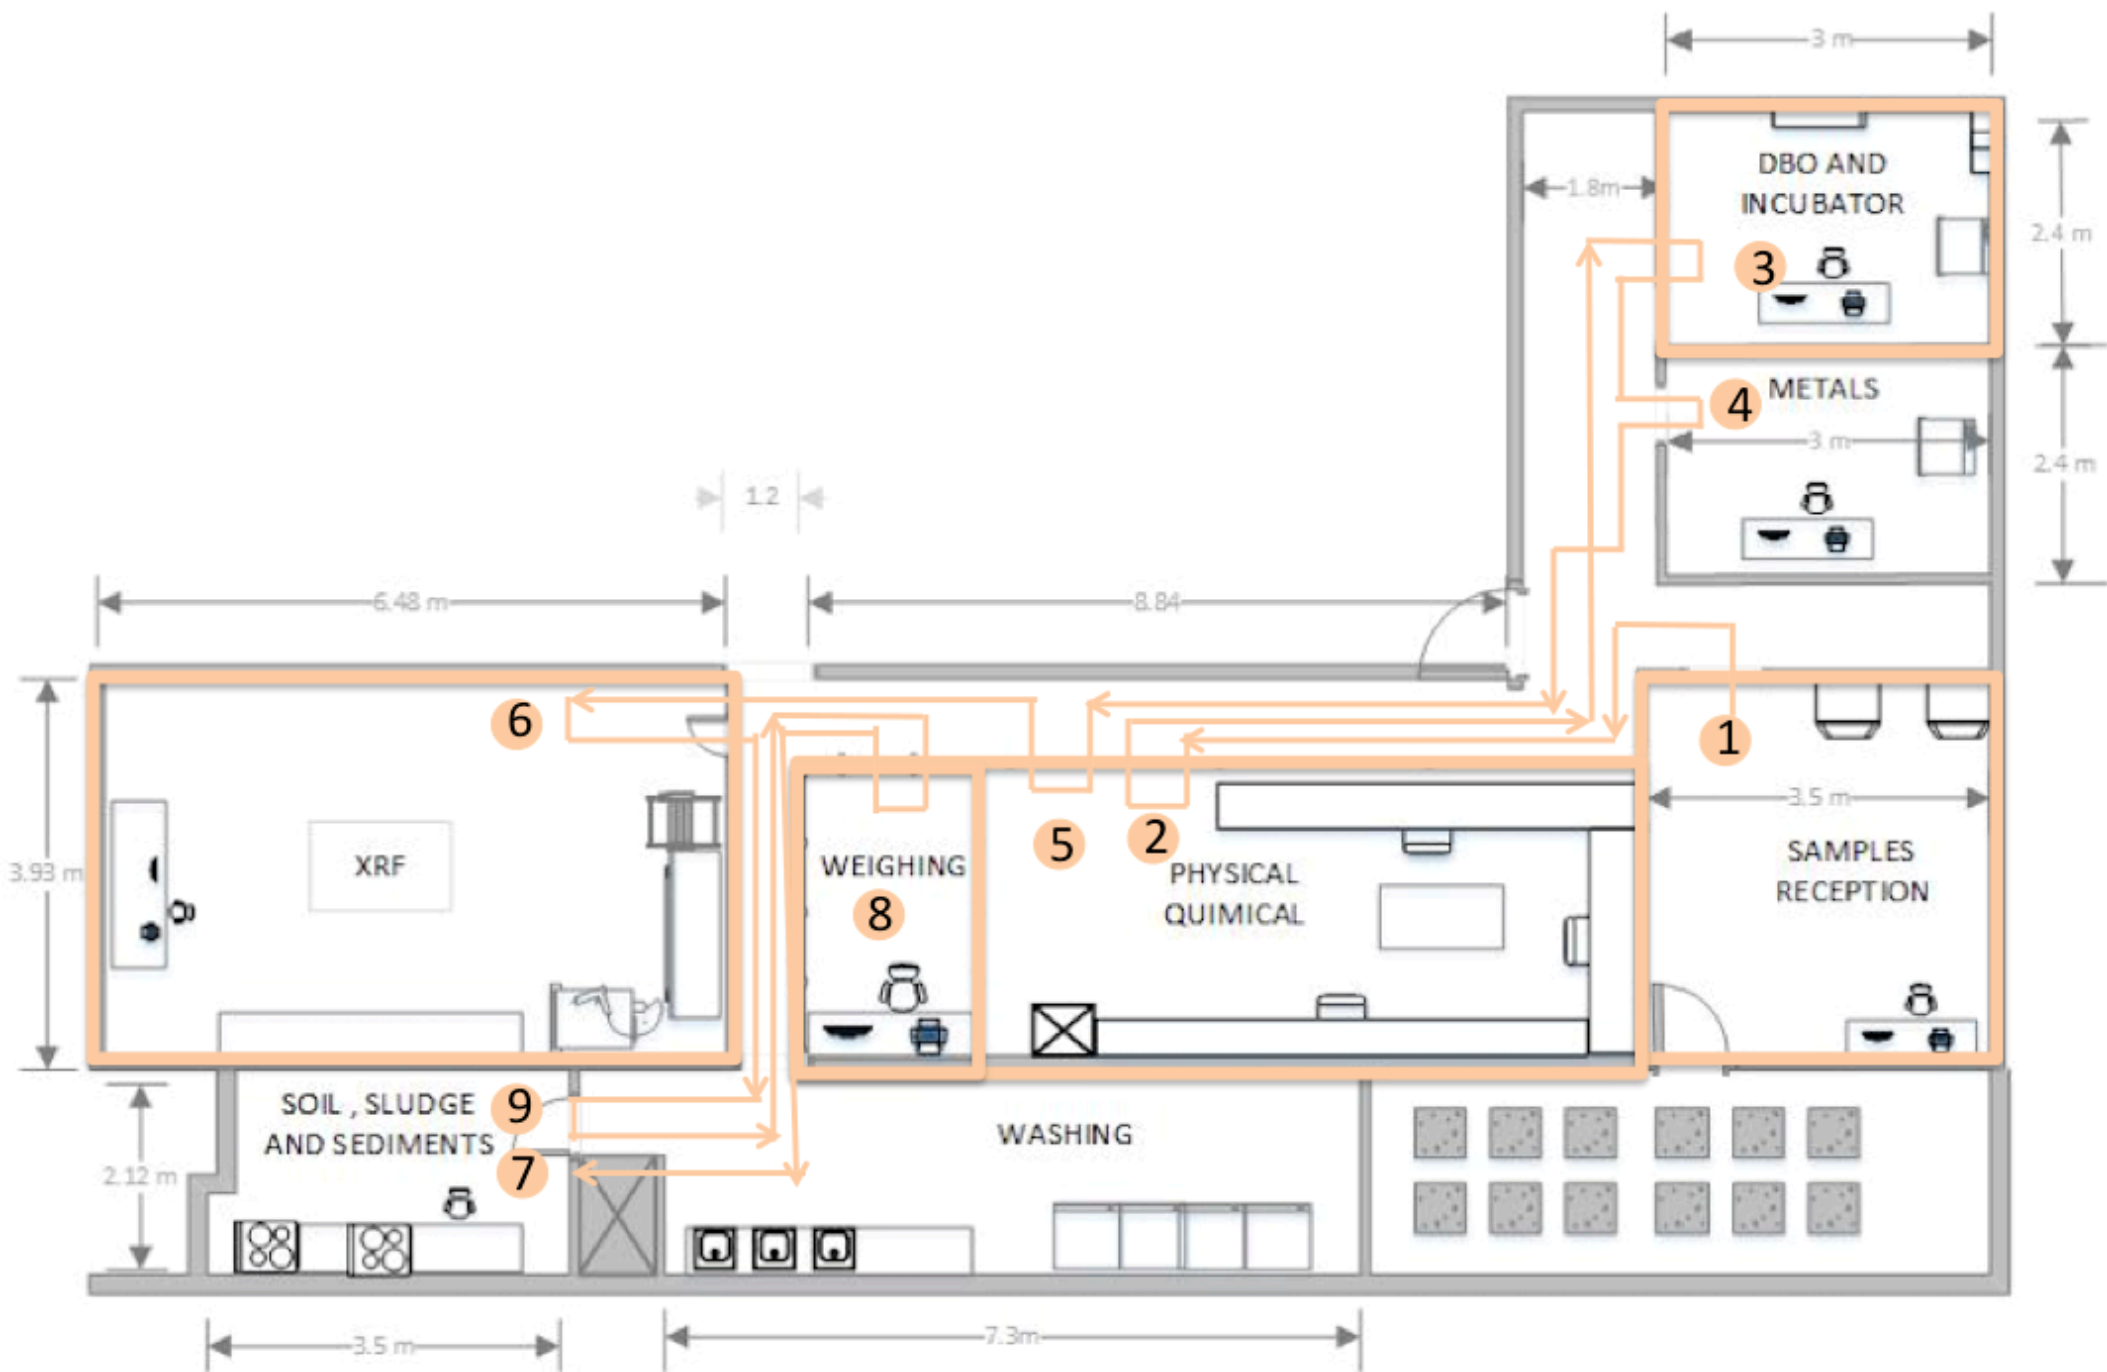 3 m
DBO AND
INCUBATOR
1.8m
2.4 m
3
METALS
4
3 m
2.4 m
1.2
6.48 m
8.84
6
1
3.5 m
5
2
3.93 m
XRF
WEIGHING
8
PHYSICAL
QUIMICAL
SAMPLES
RECEPTION
SOIL , SLUDGE
AND SEDIMENTS
9
7
WASHING
2.12 m
3.5 m
7.3m